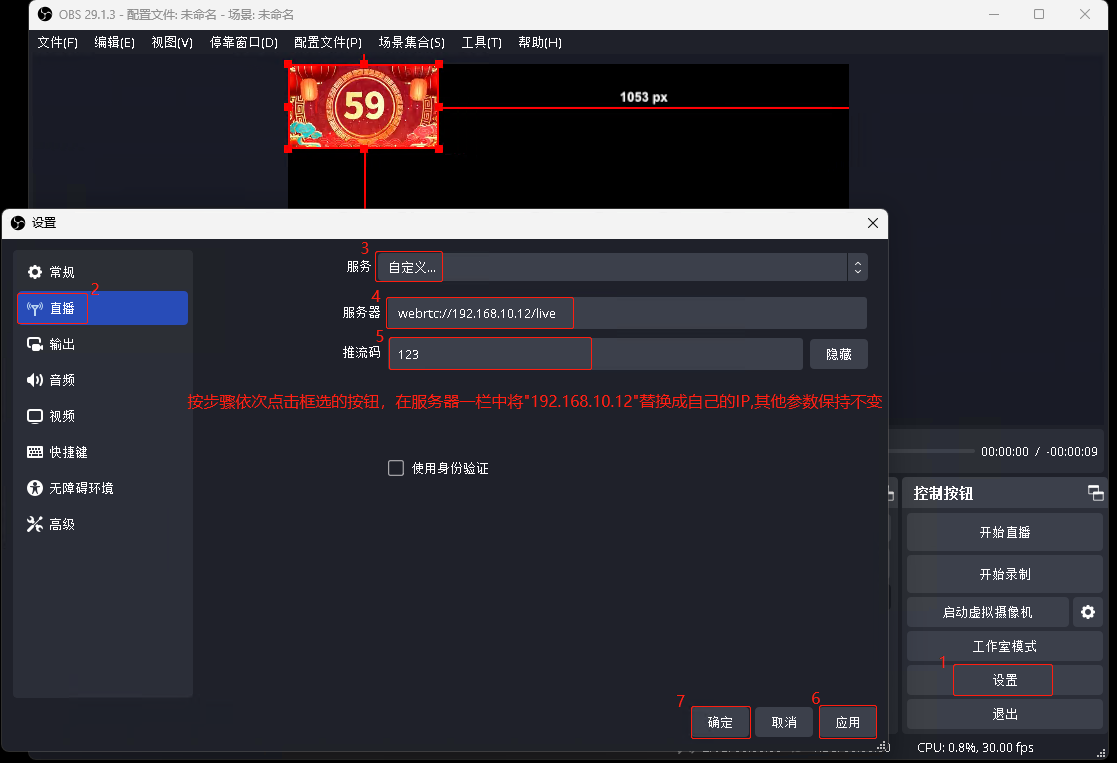 OBS 29.1.3 - 配置文件: 未命名 - 场景: 未命名
文件(F) 编辑(E) 视图(V) 停靠窗口(D) 配置文件(P) 场景集合(S) 工具(T) 帮助(H)
59
1053 px
设置
常规
2
直播
输出
音频
视频
快捷键
无障碍环境
高级
3
服务 自定义...
4
服务器 webrtc://192.168.10.12/live
5
推流码 123 隐藏
按步骤依次点击框选的按钮，在服务器一栏中将"192.168.10.12"替换成自己的IP,其他参数保持不变
使用身份验证
7 6
确定 取消 应用
00:00:00 / -00:00:09
控制按钮
开始直播
开始录制
启动虚拟摄像机
工作室模式
1
设置
退出
CPU: 0.8%, 30.00 fps